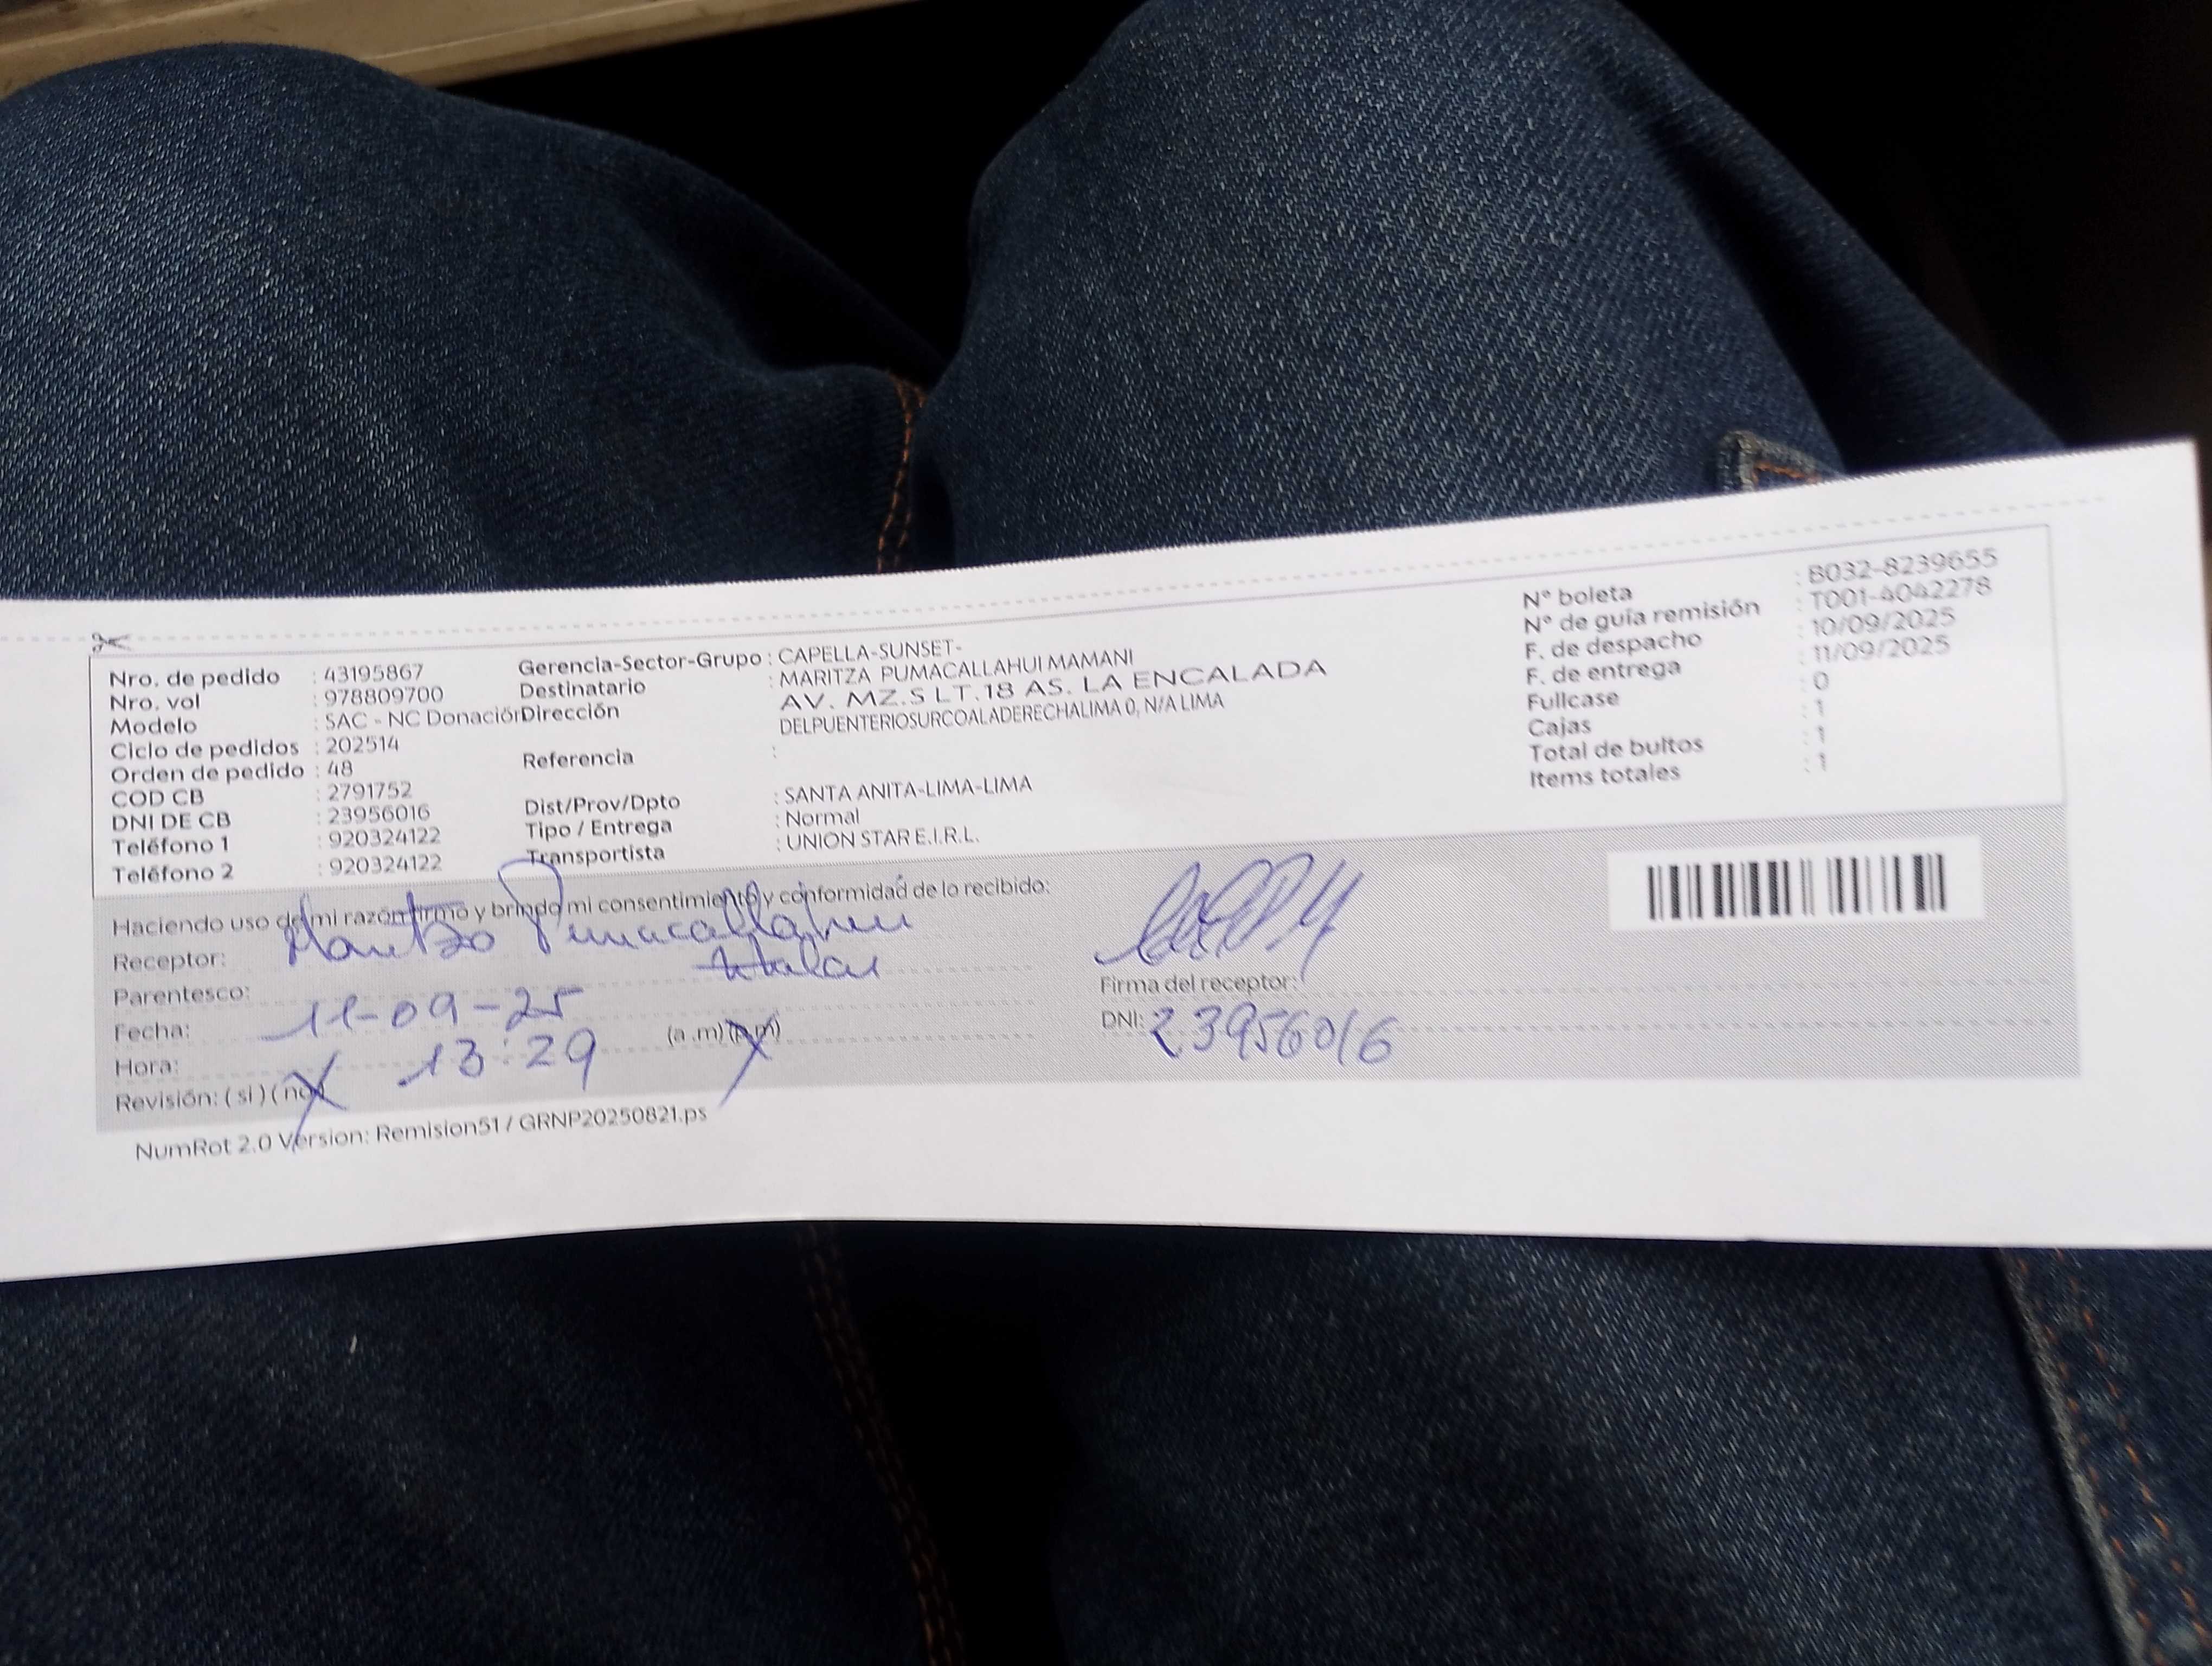 Nro. de pedido : 43195867
Nro. vol : 978809700
Modelo : SAC - NC Donación
Ciclo de pedidos : 202514
Orden de pedido : 48
COD CB : 2791752
DNI DE CB : 23956016
Teléfono 1 : 920324122
Teléfono 2 : 920324122
Gerencia-Sector-Grupo : CAPELLA-SUNSET-
Destinatario : MARITZA PUMACALLAHUI MAMANI
Dirección : AV. MZ.S LT.18 AS. LA ENCALADA
DELPUENTERIOSURCOALADERECHALIMA 0, N/A LIMA
Referencia :
Dist/Prov/Dpto : SANTA ANITA-LIMA-LIMA
Tipo / Entrega : Normal
Transportista : UNION STAR E.I.R.L.
N° boleta : B032-8239655
N° de guía remisión : T001-4042278
F. de despacho : 10/09/2025
F. de entrega : 11/09/2025
Fullcase : 0
Cajas : 1
Total de bultos : 1
Items totales : 1
Haciendo uso de mi razón firmo y brindo mi consentimiento y conformidad de lo recibido:
Receptor: Pumacallahui
Parentesco: titular
Fecha: 11-09-25
Hora: 13:29 (a.m) (p.m)
Revisión: ( si ) ( no )
Firma del receptor:
DNI: 23956016
NumRot 2.0 Version: Remision51 / GRNP20250821.ps